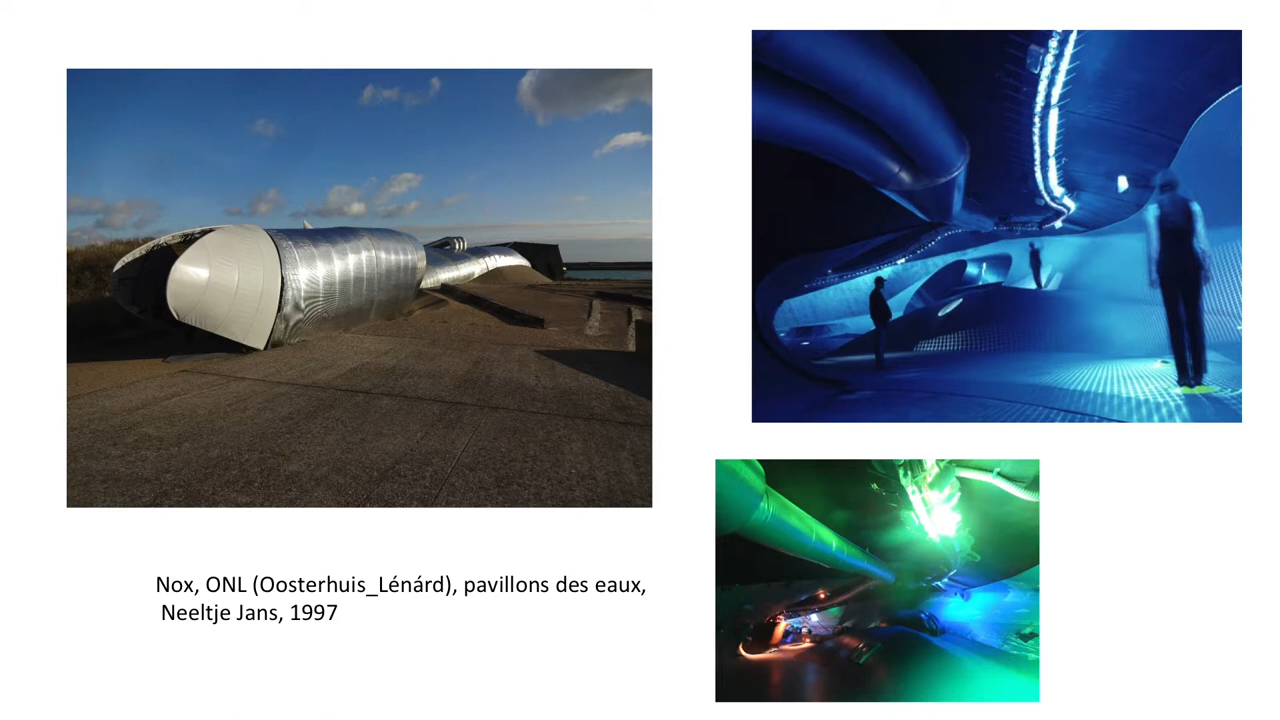 Nox, ONL (Oosterhuis_Lénárd), pavillons des eaux,
Neeltje Jans, 1997